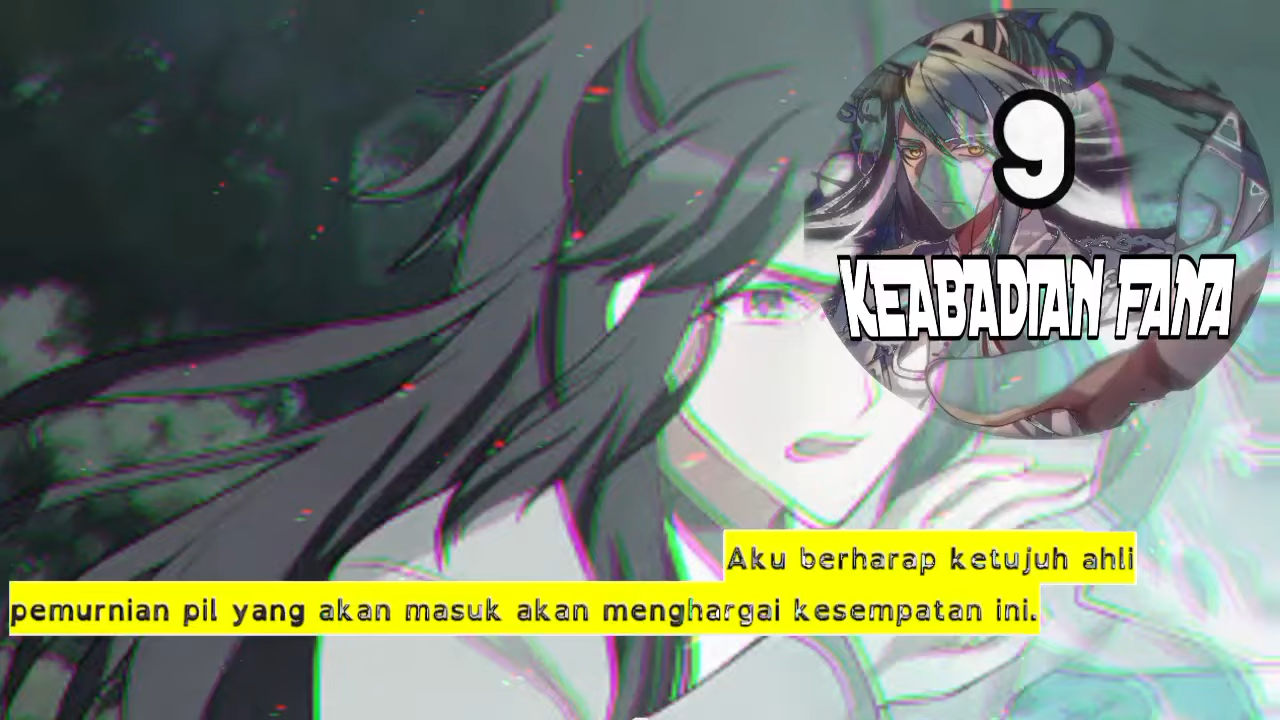 9
KEABADIAN FANA
Aku berharap ketujuh ahli
pemurnian pil yang akan masuk akan menghargai kesempatan ini.